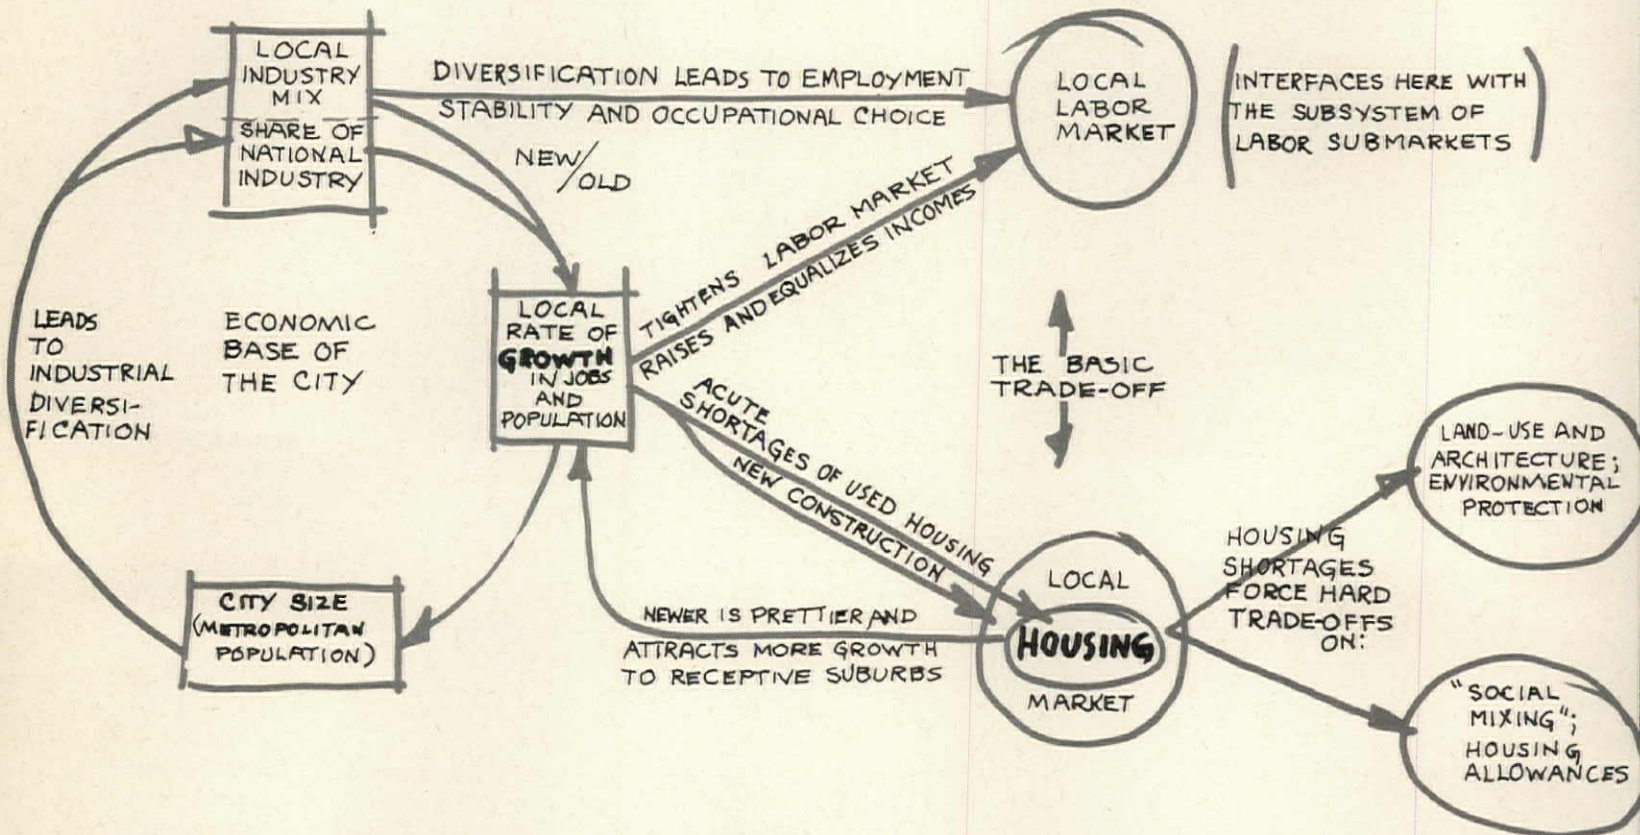 LOCAL
INDUSTRY
MIX
SHARE OF
NATIONAL
INDUSTRY
DIVERSIFICATION LEADS TO EMPLOYMENT
STABILITY AND OCCUPATIONAL CHOICE
LOCAL
LABOR
MARKET
(INTERFACES HERE WITH
THE SUBSYSTEM OF
LABOR SUBMARKETS)
NEW/
OLD
TIGHTENS LABOR MARKET
RAISES AND EQUALIZES INCOMES
LEADS
TO
INDUSTRIAL
DIVERSI-
FICATION
ECONOMIC
BASE OF
THE CITY
LOCAL
RATE OF
GROWTH
IN JOBS
AND
POPULATION
THE BASIC
TRADE-OFF
ACUTE
SHORTAGES OF USED HOUSING
NEW CONSTRUCTION
CITY SIZE
(METROPOLITAN
POPULATION)
NEWER IS PRETTIER AND
ATTRACTS MORE GROWTH
TO RECEPTIVE SUBURBS
LOCAL
HOUSING
MARKET
HOUSING
SHORTAGES
FORCE HARD
TRADE-OFFS
ON:
LAND-USE AND
ARCHITECTURE;
ENVIRONMENTAL
PROTECTION
"SOCIAL
MIXING";
HOUSING
ALLOWANCES